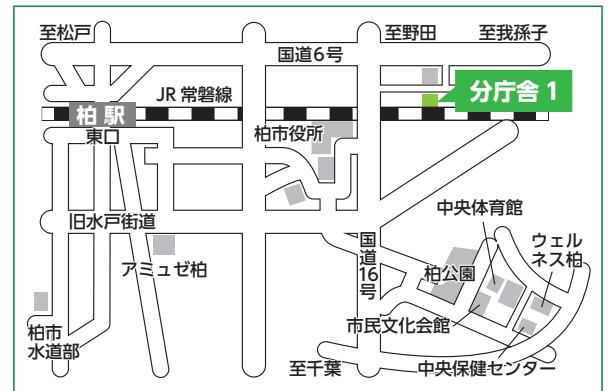 至松戸
至野田
至我孫子
国道6号
JR 常磐線
分庁舎 1
柏 駅
東口
柏市役所
旧水戸街道
中央体育館
ウェル
ネス柏
アミュゼ柏
国道16号
柏公園
市民文化会館
柏市
水道部
至千葉
中央保健センター